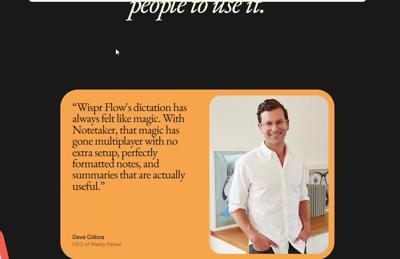 people to use it.
“Wispr Flow’s dictation has
always felt like magic. With
Notetaker, that magic has
gone multiplayer with no
extra setup, perfectly
formatted notes, and
summaries that are actually
useful.”
Dave Gilboa
CEO of Warby Parker